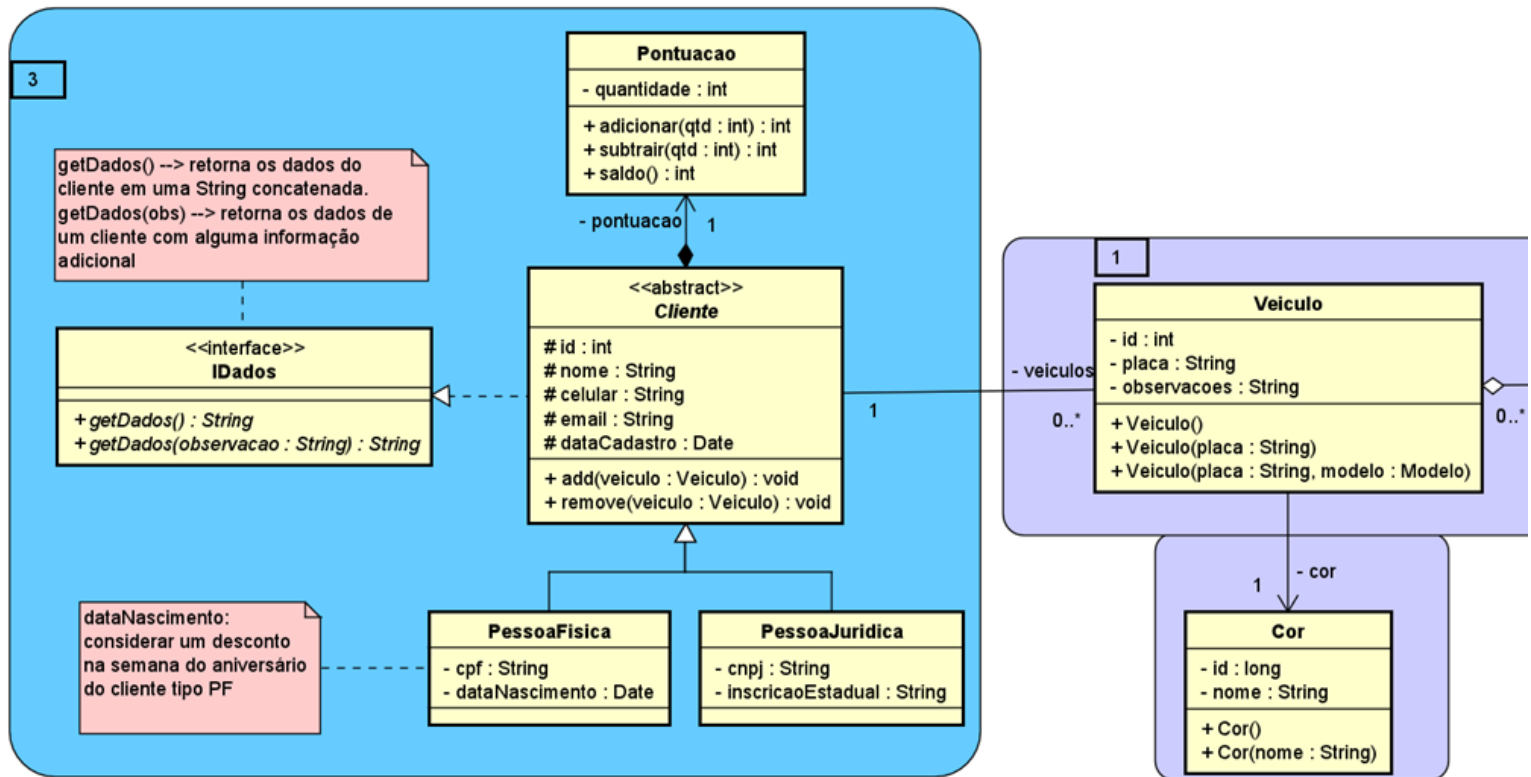 3
Pontuacao
- quantidade : int
+ adicionar(qtd : int) : int
+ subtrair(qtd : int) : int
+ saldo() : int
getDados() --> retorna os dados do
cliente em uma String concatenada.
getDados(obs) --> retorna os dados de
um cliente com alguma informação
adicional
- pontuacao
1
<<interface>>
IDados
+ getDados() : String
+ getDados(observacao : String) : String
<<abstract>>
Cliente
# id : int
# nome : String
# celular : String
# email : String
# dataCadastro : Date
+ add(veiculo : Veiculo) : void
+ remove(veiculo : Veiculo) : void
1
- veiculos
0..*
1
Veiculo
- id : int
- placa : String
- observacoes : String
+ Veiculo()
+ Veiculo(placa : String)
+ Veiculo(placa : String, modelo : Modelo)
0..*
dataNascimento:
considerar um desconto
na semana do aniversário
do cliente tipo PF
PessoaFisica
- cpf : String
- dataNascimento : Date
PessoaJuridica
- cnpj : String
- inscricaoEstadual : String
1
- cor
Cor
- id : long
- nome : String
+ Cor()
+ Cor(nome : String)